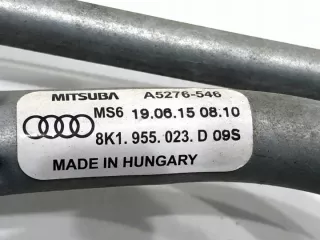 MITSUBA A5276-546
MS6 19.06.15 08.10
8K1.955.023.D 09S
MADE IN HUNGARY